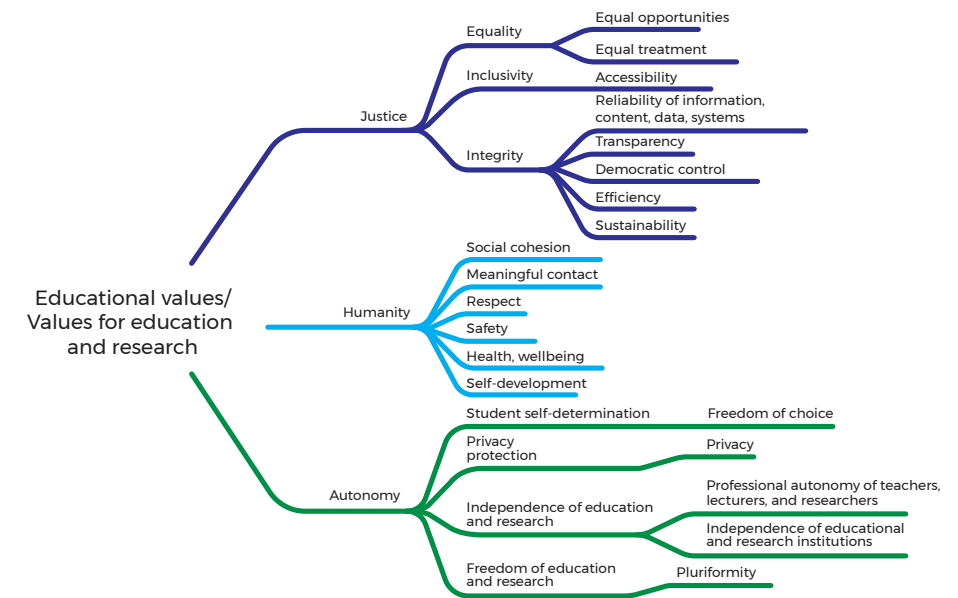 Educational values/
Values for education
and research
Justice
Equality
Equal opportunities
Equal treatment
Inclusivity
Accessibility
Integrity
Reliability of information,
content, data, systems
Transparency
Democratic control
Efficiency
Sustainability
Humanity
Social cohesion
Meaningful contact
Respect
Safety
Health, wellbeing
Self-development
Autonomy
Student self-determination
Freedom of choice
Privacy
protection
Privacy
Independence of education
and research
Professional autonomy of teachers,
lecturers, and researchers
Independence of educational
and research institutions
Freedom of education
and research
Pluriformity